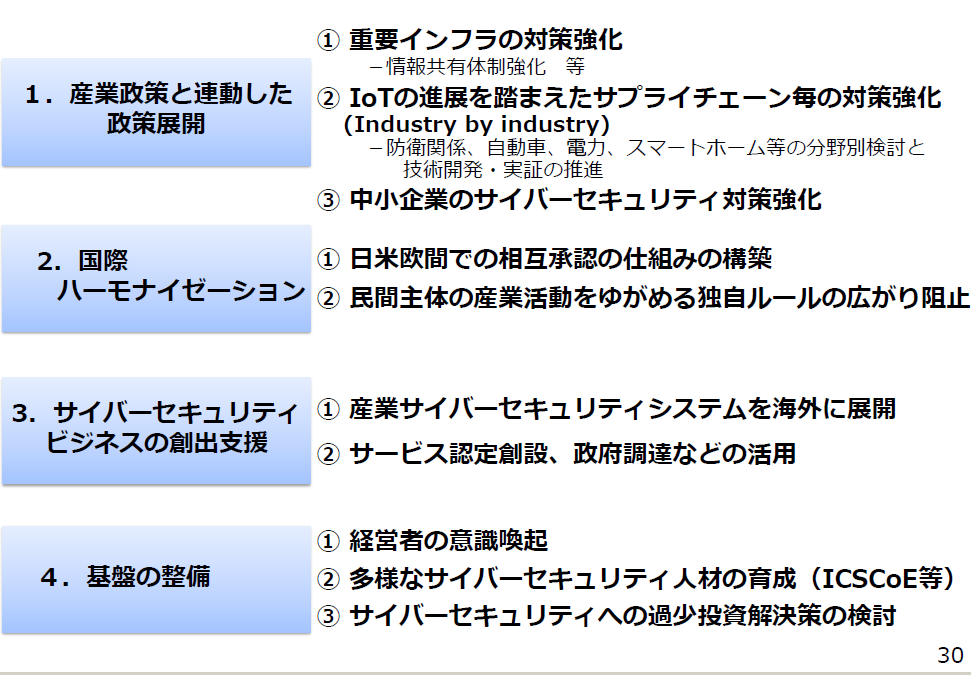 １．産業政策と連動した
政策展開
① 重要インフラの対策強化
－情報共有体制強化　等
② IoTの進展を踏まえたサプライチェーン毎の対策強化
(Industry by industry)
－防衛関係、自動車、電力、スマートホーム等の分野別検討と
技術開発・実証の推進
③ 中小企業のサイバーセキュリティ対策強化
2．国際
ハーモナイゼーション
① 日米欧間での相互承認の仕組みの構築
② 民間主体の産業活動をゆがめる独自ルールの広がり阻止
3．サイバーセキュリティ
ビジネスの創出支援
① 産業サイバーセキュリティシステムを海外に展開
② サービス認定創設、政府調達などの活用
４．基盤の整備
① 経営者の意識喚起
② 多様なサイバーセキュリティ人材の育成（ICSCoE等）
③ サイバーセキュリティへの過少投資解決策の検討
30